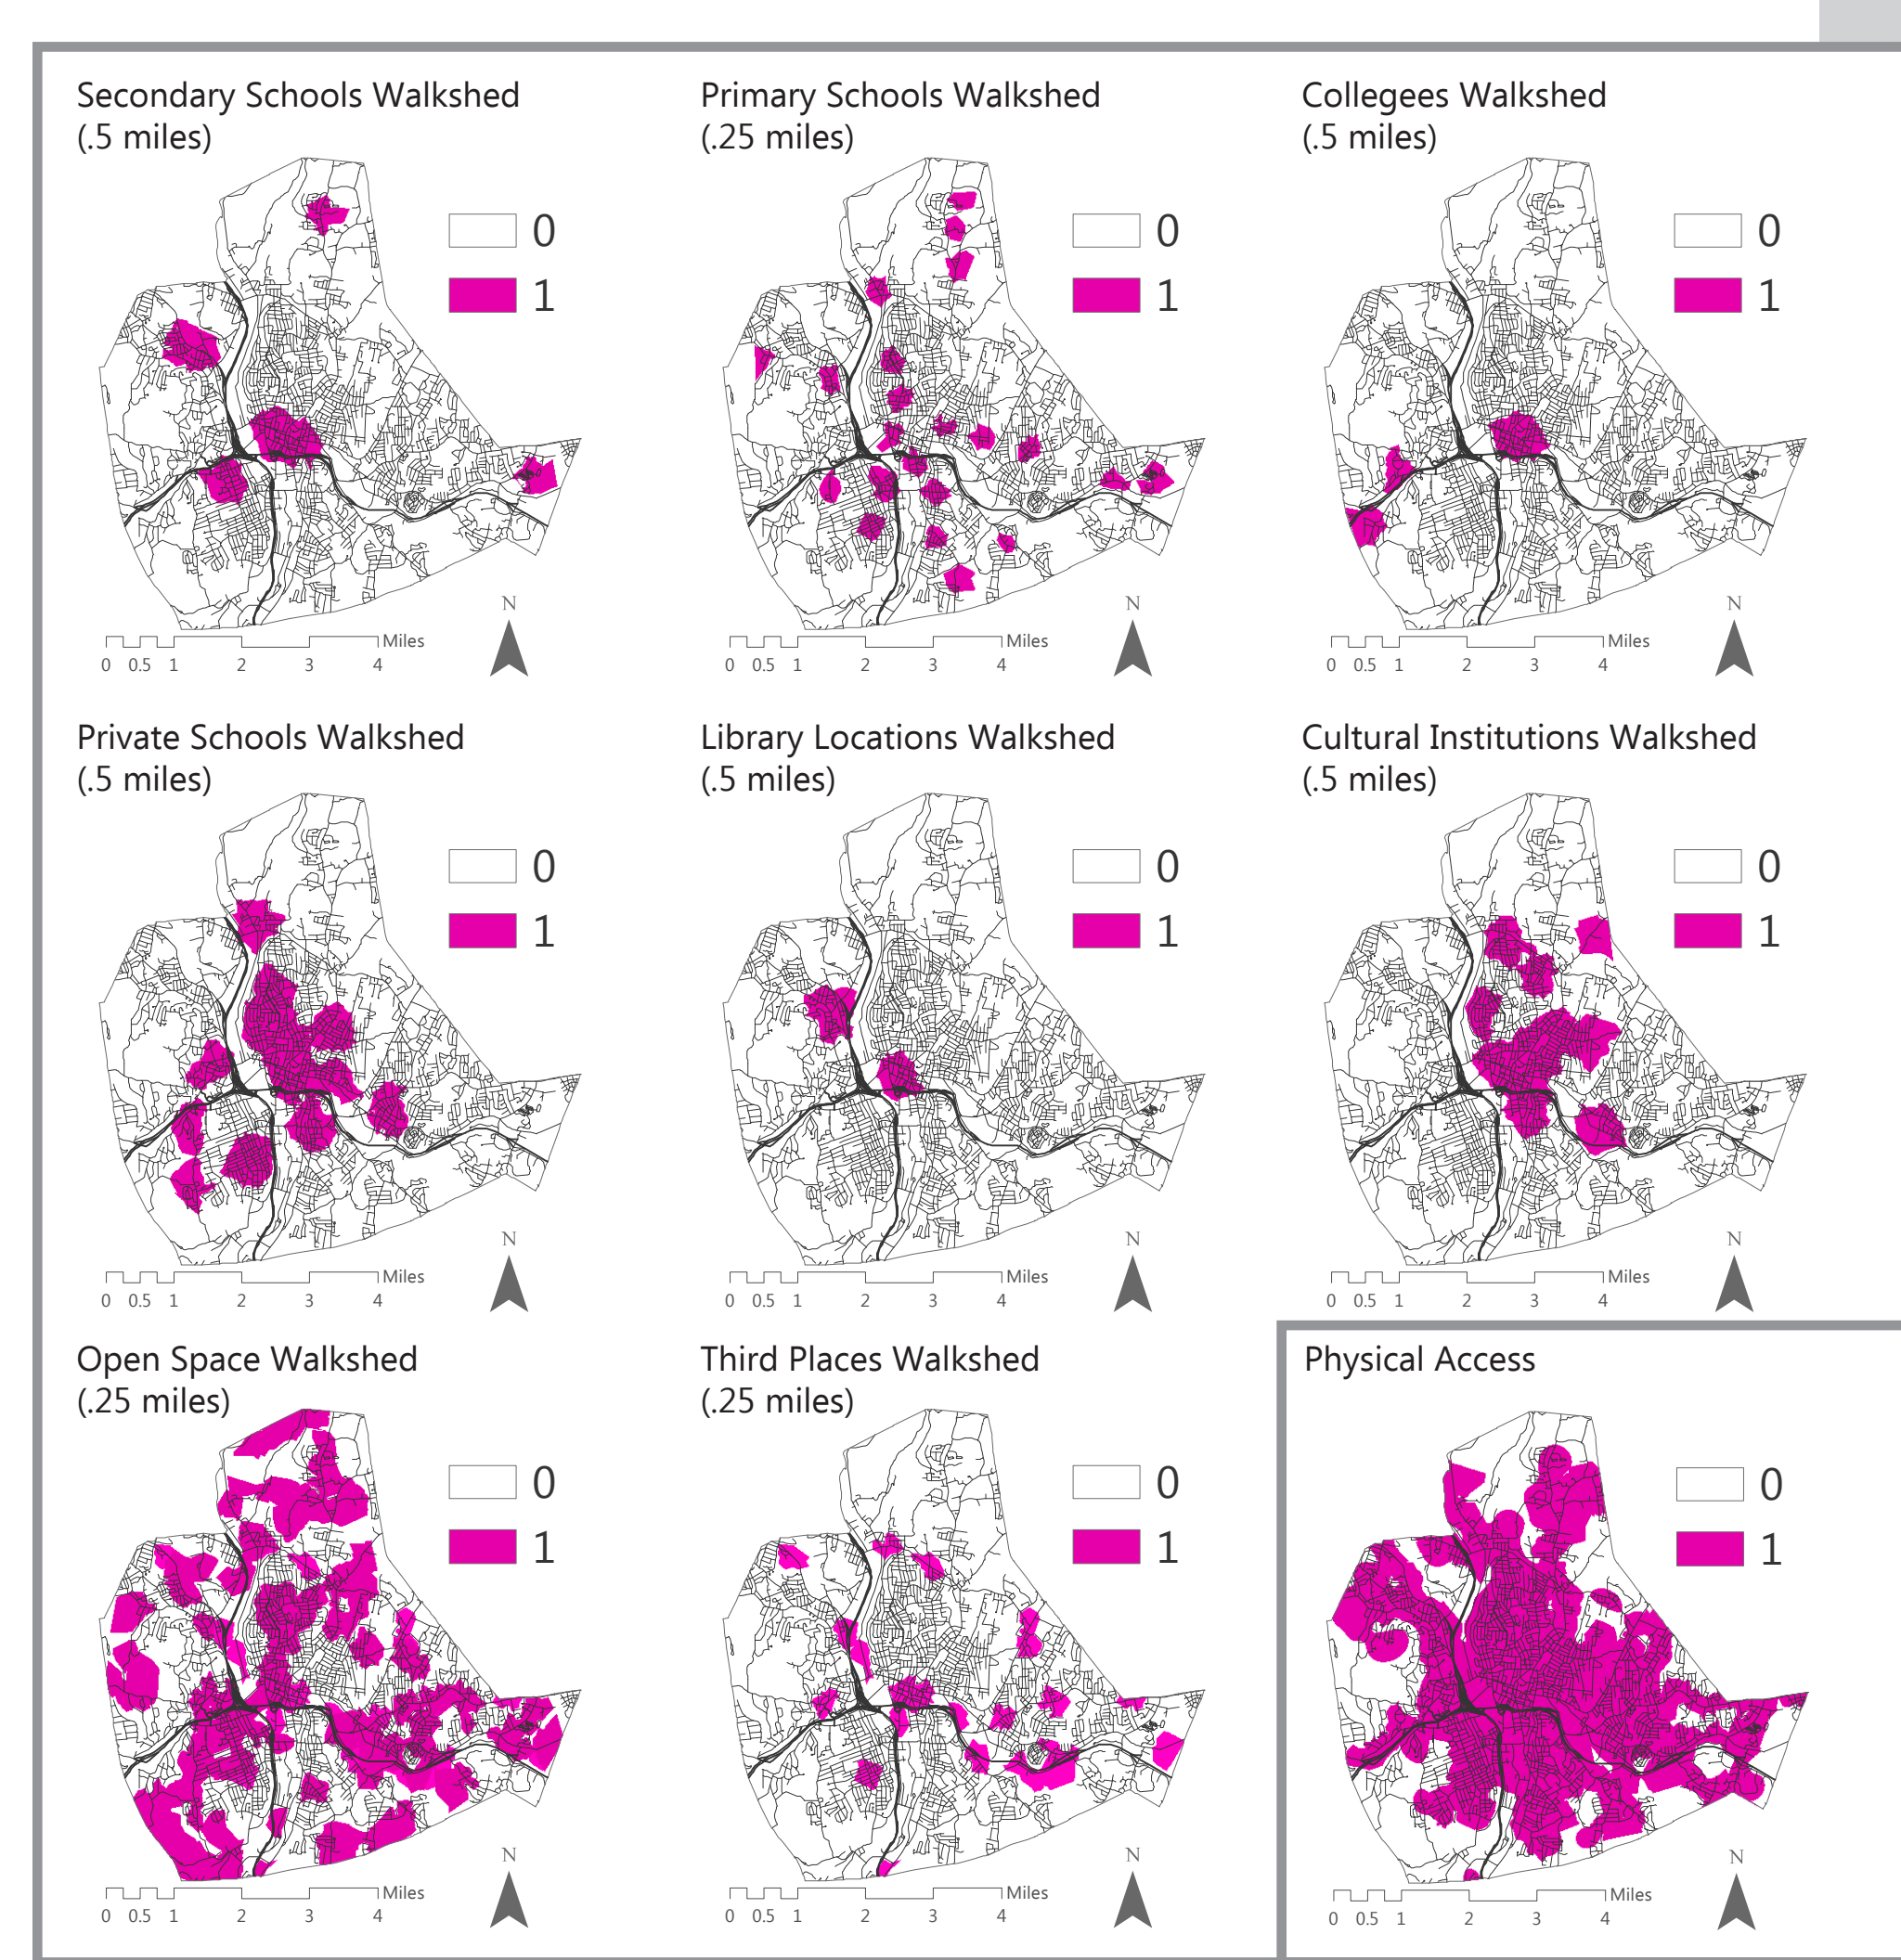 Secondary Schools Walkshed
(.5 miles)
0
1
N
Miles
0 0.5 1 2 3 4
Primary Schools Walkshed
(.25 miles)
0
1
N
Miles
0 0.5 1 2 3 4
Collegees Walkshed
(.5 miles)
0
1
N
Miles
0 0.5 1 2 3 4
Private Schools Walkshed
(.5 miles)
0
1
N
Miles
0 0.5 1 2 3 4
Library Locations Walkshed
(.5 miles)
0
1
N
Miles
0 0.5 1 2 3 4
Cultural Institutions Walkshed
(.5 miles)
0
1
N
Miles
0 0.5 1 2 3 4
Open Space Walkshed
(.25 miles)
0
1
N
Miles
0 0.5 1 2 3 4
Third Places Walkshed
(.25 miles)
0
1
N
Miles
0 0.5 1 2 3 4
Physical Access
0
1
N
Miles
0 0.5 1 2 3 4